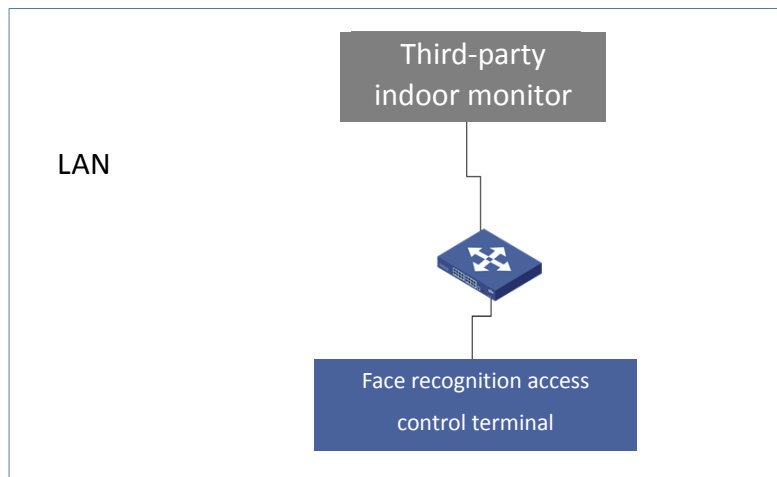 Third-party
indoor monitor
LAN
Face recognition access
control terminal